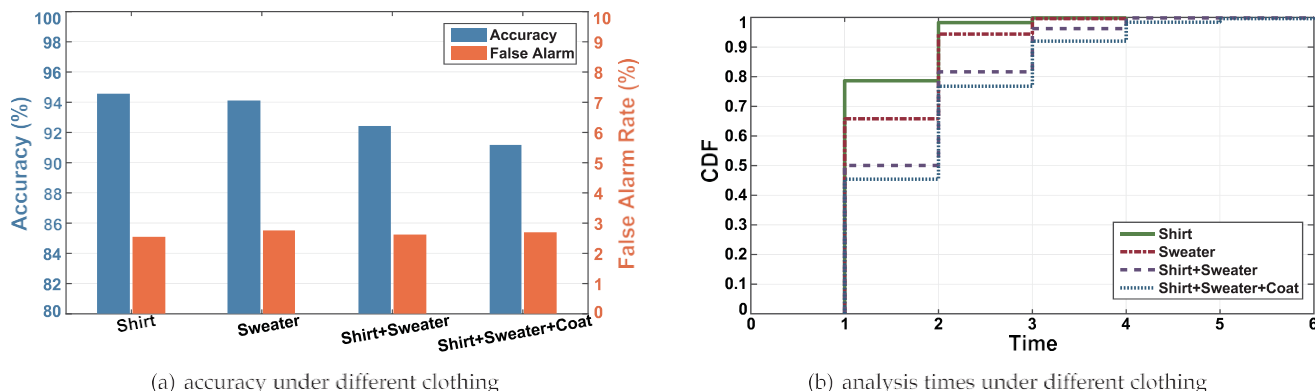 100
98
96
94
92
90
88
86
84
82
80
Accuracy (%)
10
9
8
7
6
5
4
3
2
1
0
False Alarm Rate (%)
Accuracy
False Alarm
Shirt
Sweater
Shirt+Sweater
Shirt+Sweater+Coat
(a) accuracy under different clothing
1
0.9
0.8
0.7
0.6
0.5
0.4
0.3
0.2
0.1
0
CDF
Shirt
Sweater
Shirt+Sweater
Shirt+Sweater+Coat
0 1 2 3 4 5 6
Time
(b) analysis times under different clothing